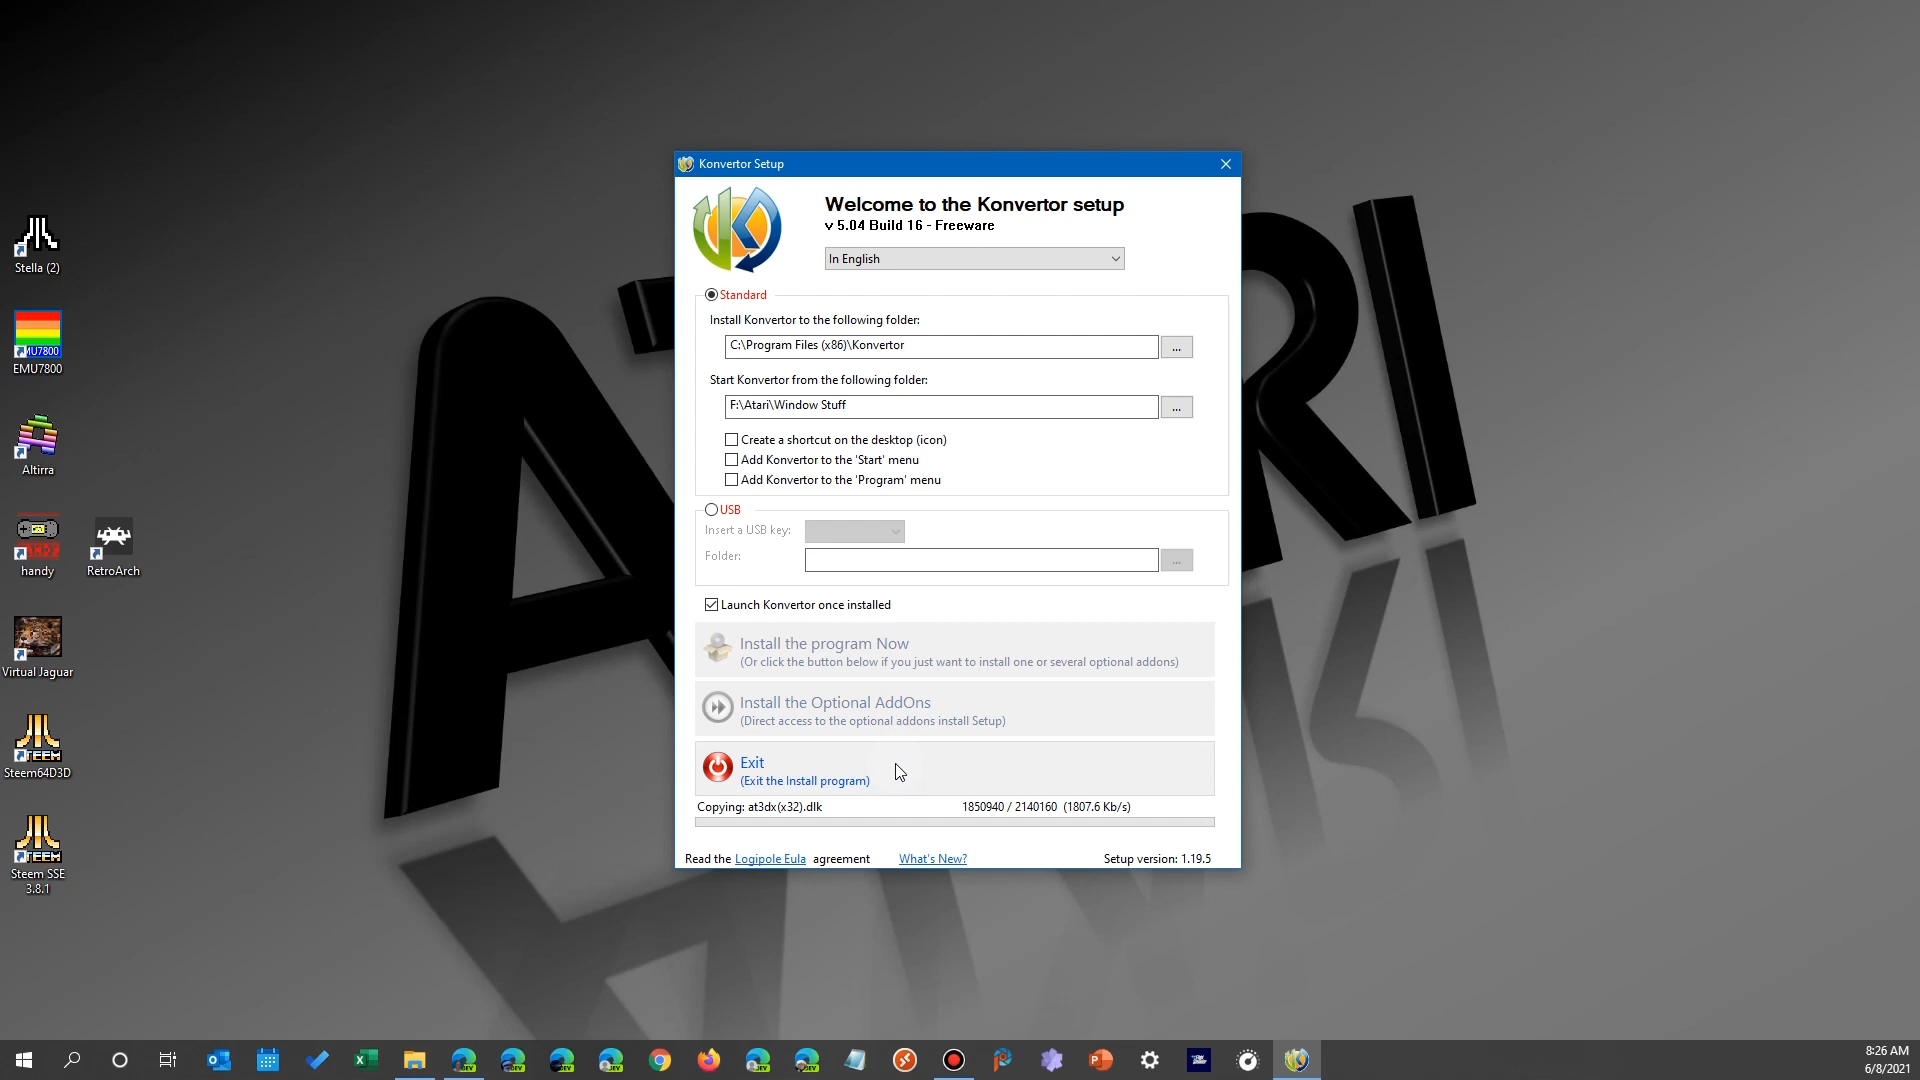 Konvertor Setup
Welcome to the Konvertor setup
v 5.04 Build 16 - Freeware
In English
Standard
Install Konvertor to the following folder:
C:\Program Files (x86)\Konvertor
...
Start Konvertor from the following folder:
F:\Atari\Window Stuff
...
Create a shortcut on the desktop (icon)
Add Konvertor to the 'Start' menu
Add Konvertor to the 'Program' menu
USB
Insert a USB key:
Folder:
...
Launch Konvertor once installed
Install the program Now
(Or click the button below if you just want to install one or several optional addons)
Install the Optional AddOns
(Direct access to the optional addons install Setup)
Exit
(Exit the Install program)
Copying: at3dx(x32).dlk
1850940 / 2140160 (1807.6 Kb/s)
Read the Logipole Eula agreement
What's New?
Setup version: 1.19.5
Stella (2)
EMU7800
Altirra
handy
RetroArch
Virtual Jaguar
STEEM
Steem64D3D
STEEM
Steem SSE
3.8.1
ATARI
8:26 AM
6/8/2021